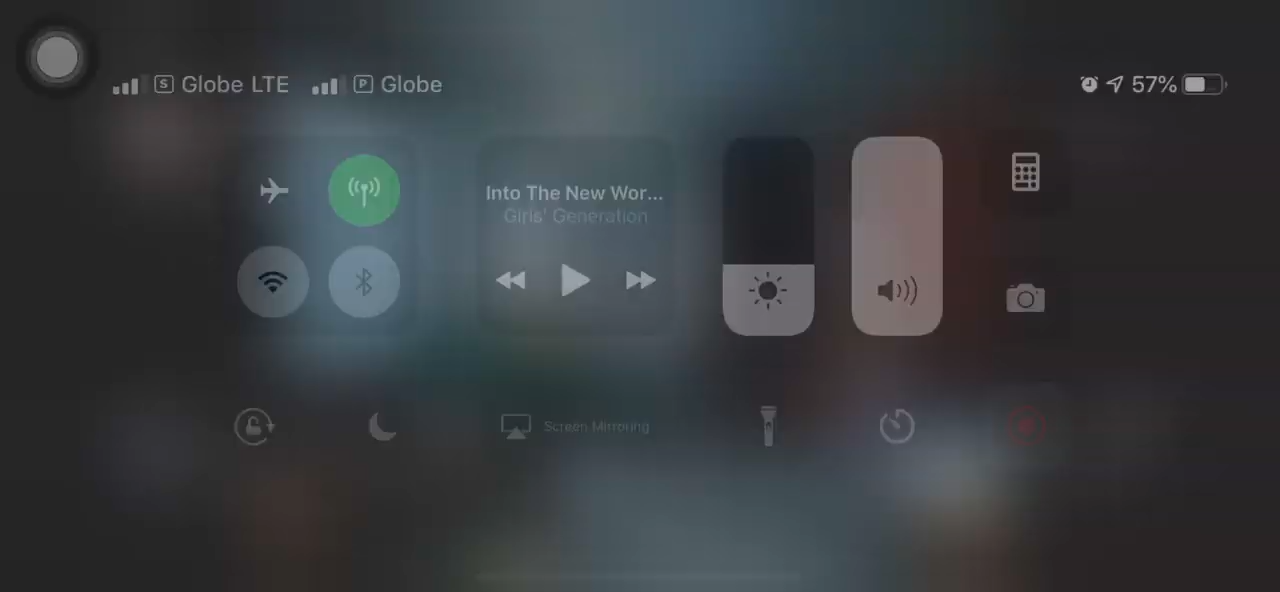 S Globe LTE P Globe 57%
Into The New Wor...
Girls' Generation
Screen Mirroring